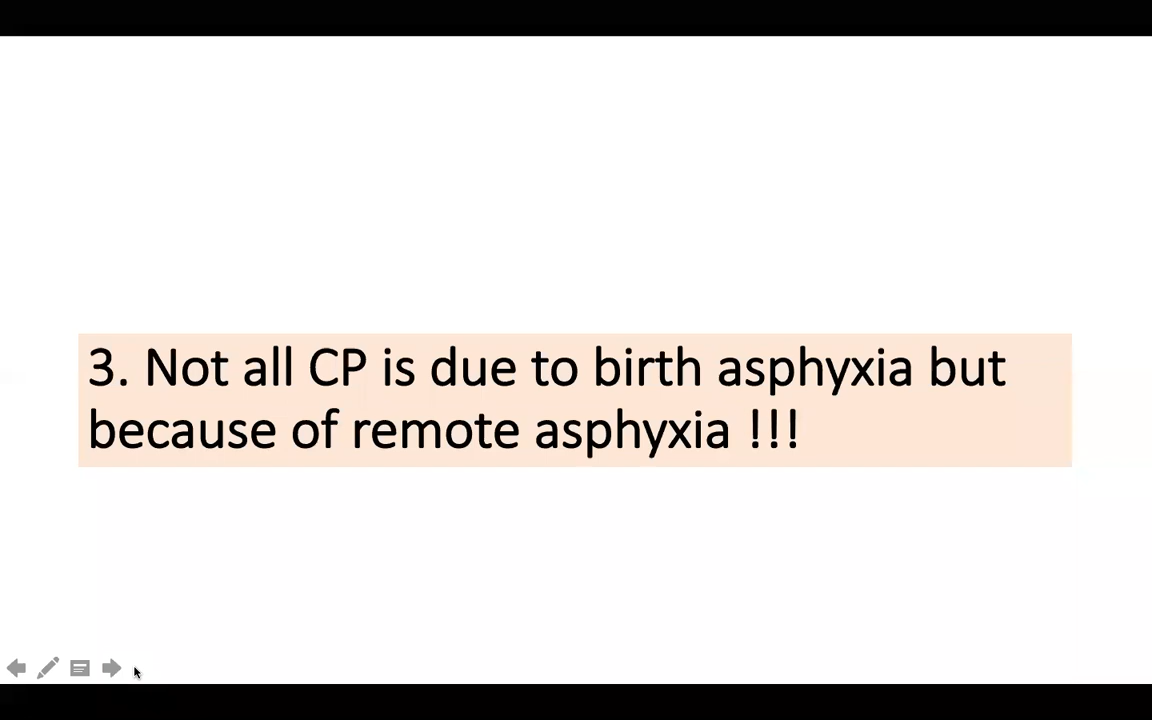 3. Not all CP is due to birth asphyxia but
because of remote asphyxia !!!